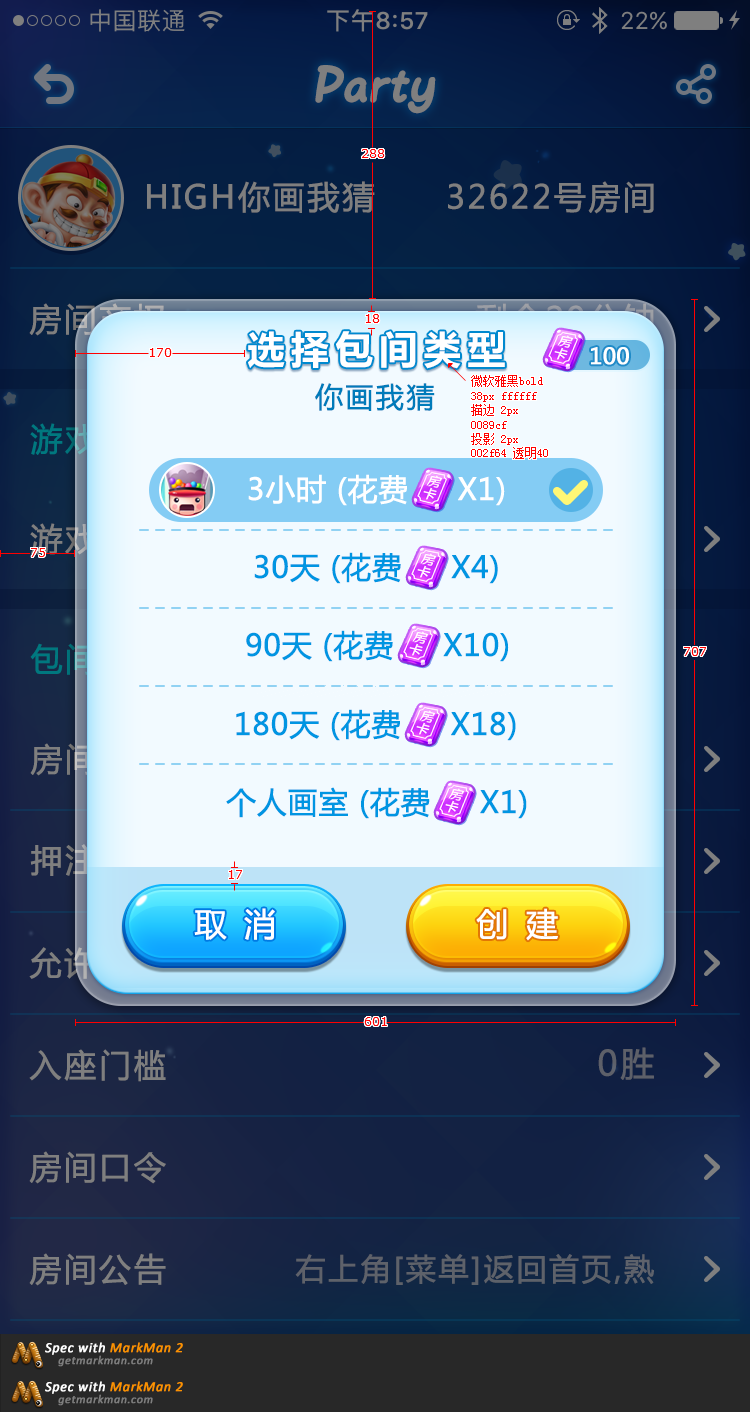 中国联通 下午8:57 22%
Party
288
HIGH你画我猜 32622号房间
18
170 选择包间类型 房卡 100
微软雅黑bold
38px ffffff
描边 2px
0089cf
投影 2px
002f64 透明40
你画我猜
游戏
3小时 (花费 房卡 X1)
游戏
75
30天 (花费 房卡 X4)
包间
90天 (花费 房卡 X10)
707
180天 (花费 房卡 X18)
房间
个人画室 (花费 房卡 X1)
押注
17
取 消 创 建
允许
601
入座门槛 0胜
房间口令
房间公告 右上角[菜单]返回首页,熟
Spec with MarkMan 2
getmarkman.com
Spec with MarkMan 2
getmarkman.com